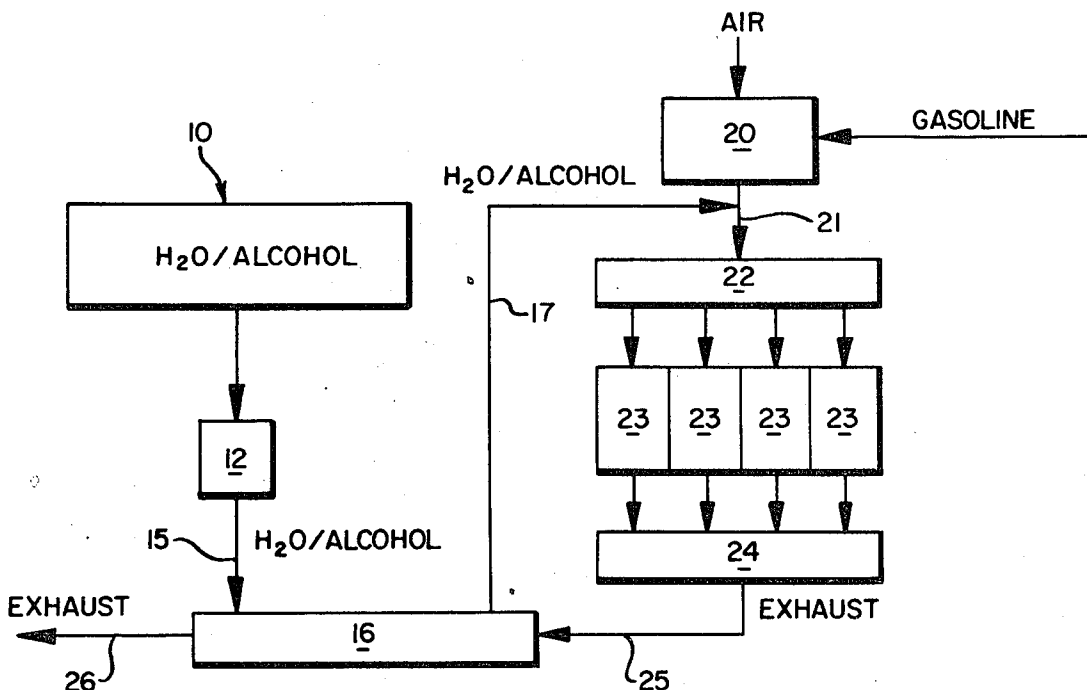 AIR
20
GASOLINE
10
H₂O/ALCOHOL
21
H₂O/ALCOHOL
22
17
23 23 23 23
12
15
H₂O/ALCOHOL
24
EXHAUST
EXHAUST
16
26
25